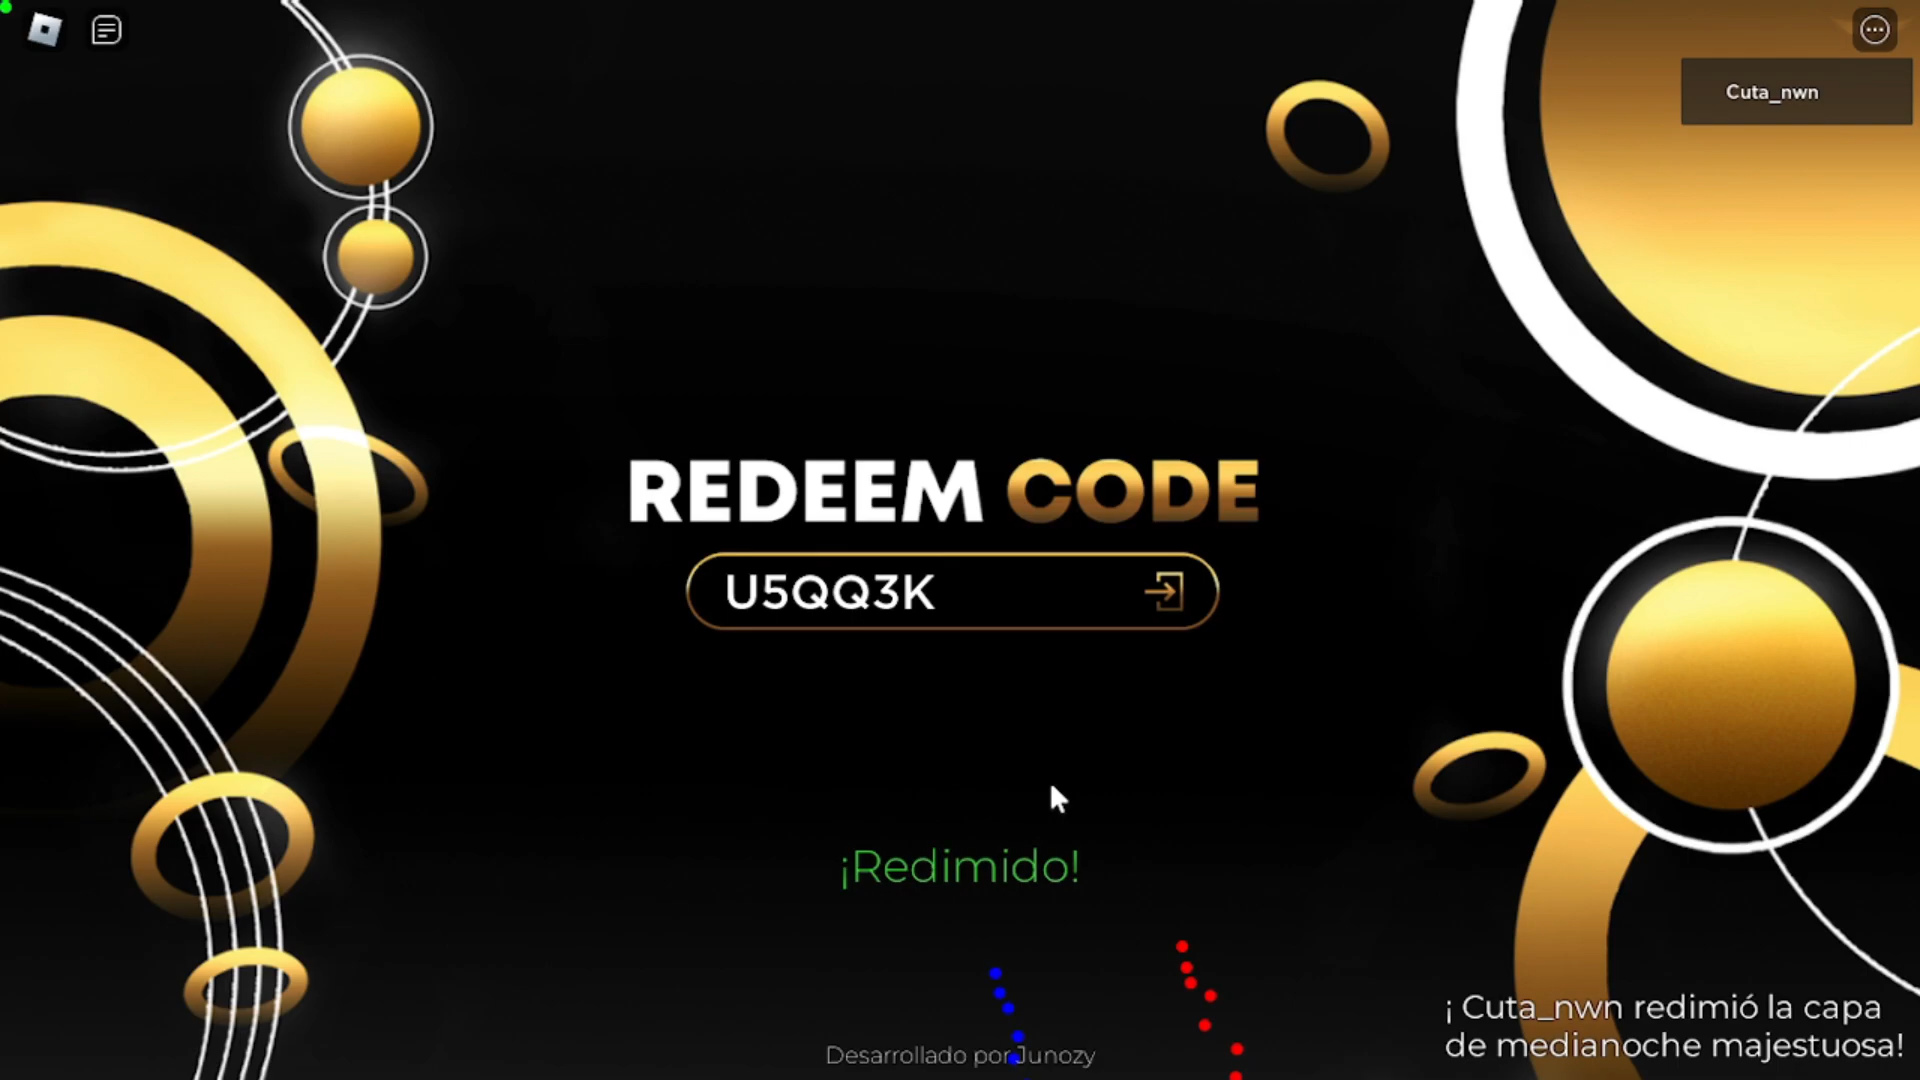 Cuta_nwn
REDEEM CODE
U5QQ3K
¡Redimido!
¡ Cuta_nwn redimió la capa
de medianoche majestuosa!
Desarrollado por Junozy